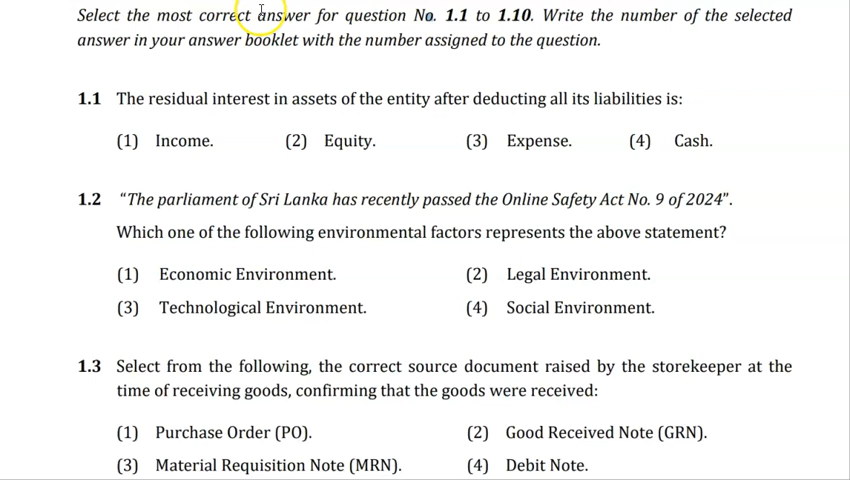 Select the most correct answer for question No. 1.1 to 1.10. Write the number of the selected
answer in your answer booklet with the number assigned to the question.
1.1 The residual interest in assets of the entity after deducting all its liabilities is:
(1) Income. (2) Equity. (3) Expense. (4) Cash.
1.2 “The parliament of Sri Lanka has recently passed the Online Safety Act No. 9 of 2024”.
Which one of the following environmental factors represents the above statement?
(1) Economic Environment. (2) Legal Environment.
(3) Technological Environment. (4) Social Environment.
1.3 Select from the following, the correct source document raised by the storekeeper at the
time of receiving goods, confirming that the goods were received:
(1) Purchase Order (PO). (2) Good Received Note (GRN).
(3) Material Requisition Note (MRN). (4) Debit Note.